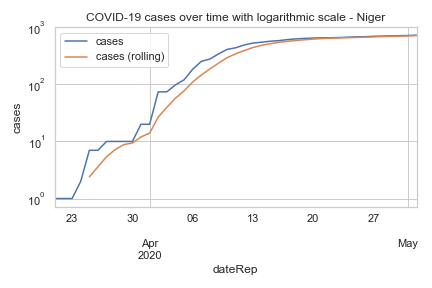 COVID-19 cases over time with logarithmic scale - Niger
cases
cases (rolling)
10³
10²
10¹
10⁰
cases
23
30
06
13
20
27
Apr
2020
May
dateRep